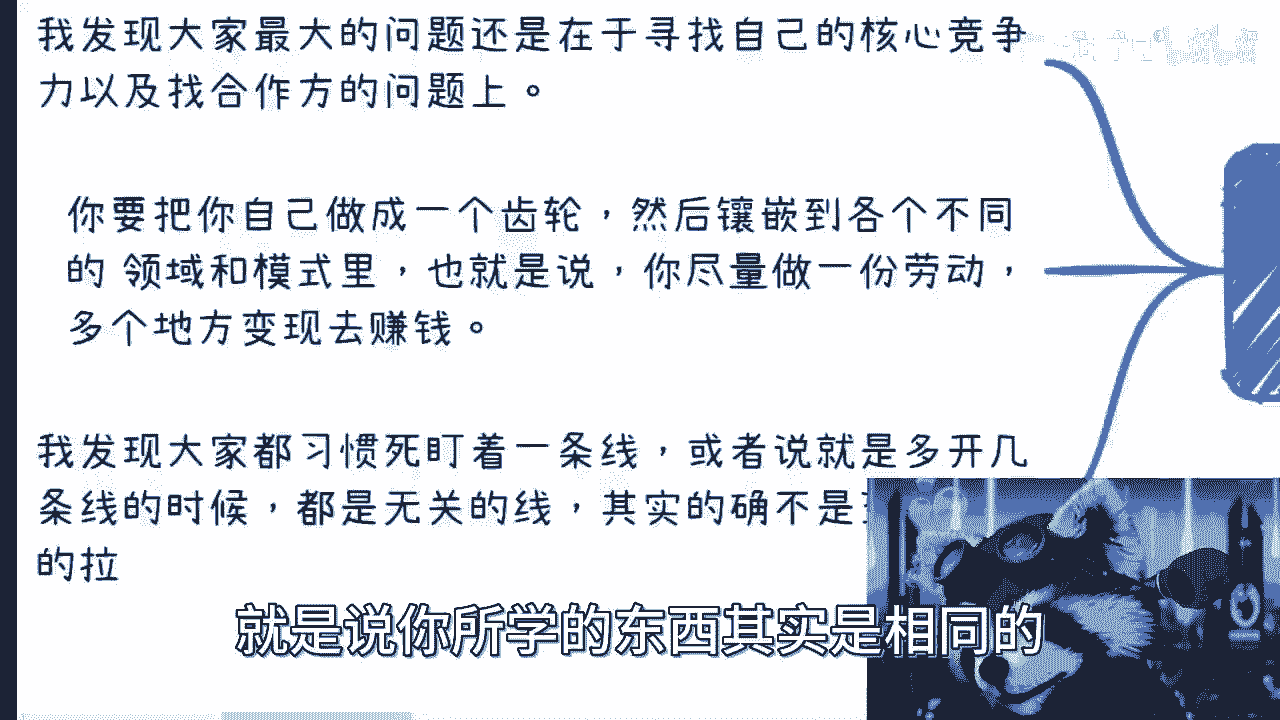 我发现大家最大的问题还是在于寻找自己的核心竞争
力以及找合作方的问题上。
你要把你自己做成一个齿轮，然后镶嵌到各个不同
的 领域和模式里，也就是说，你尽量做一份劳动，
多个地方变现去赚钱。
我发现大家都习惯死盯着一条线，或者说就是多开几
条线的时候，都是无关的线，其实的确不是
的拉
就是说你所学的东西其实是相同的